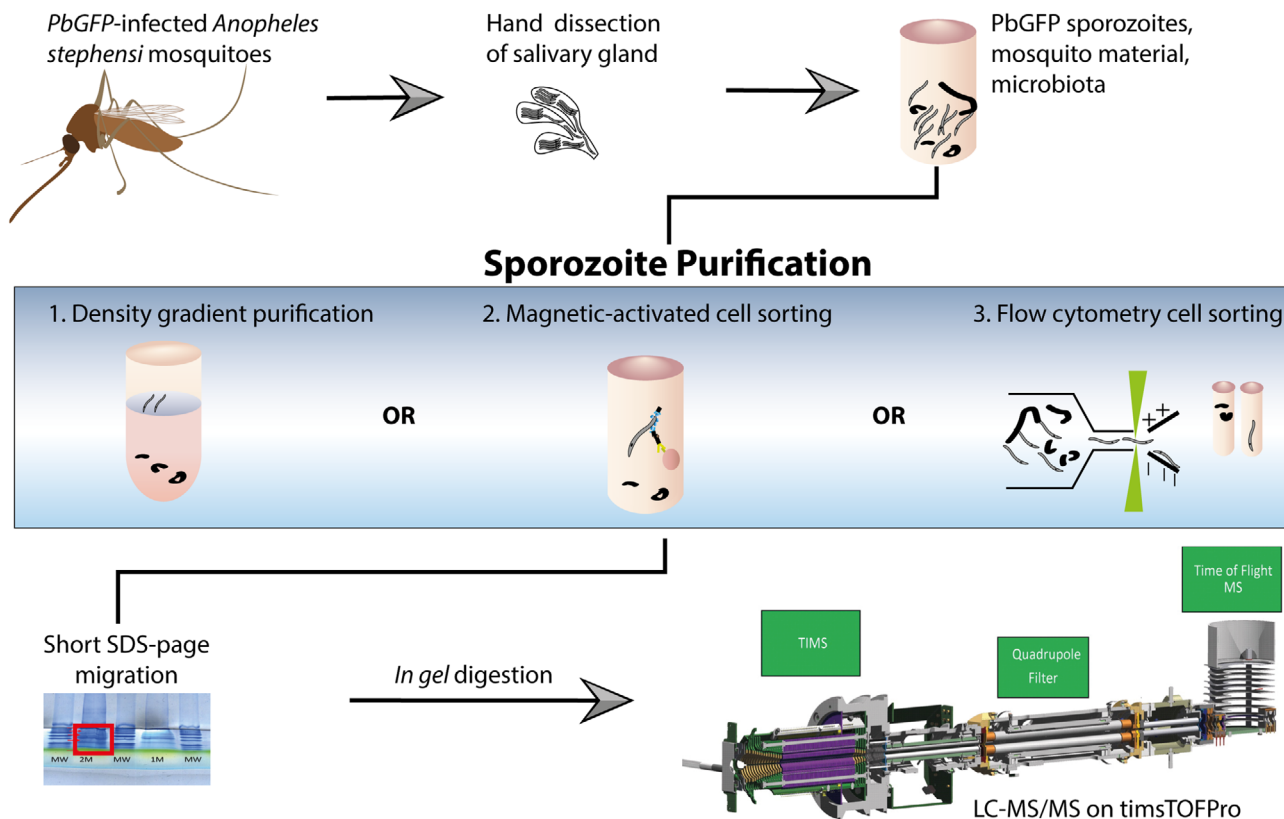 PbGFP-infected Anopheles
stephensi mosquitoes
Hand dissection
of salivary gland
PbGFP sporozoites,
mosquito material,
microbiota
Sporozoite Purification
1. Density gradient purification
2. Magnetic-activated cell sorting
3. Flow cytometry cell sorting
OR
OR
Short SDS-page
migration
MW 2M MW 1M MW
In gel digestion
TIMS
Quadrupole
Filter
Time of Flight
MS
LC-MS/MS on timsTOFPro